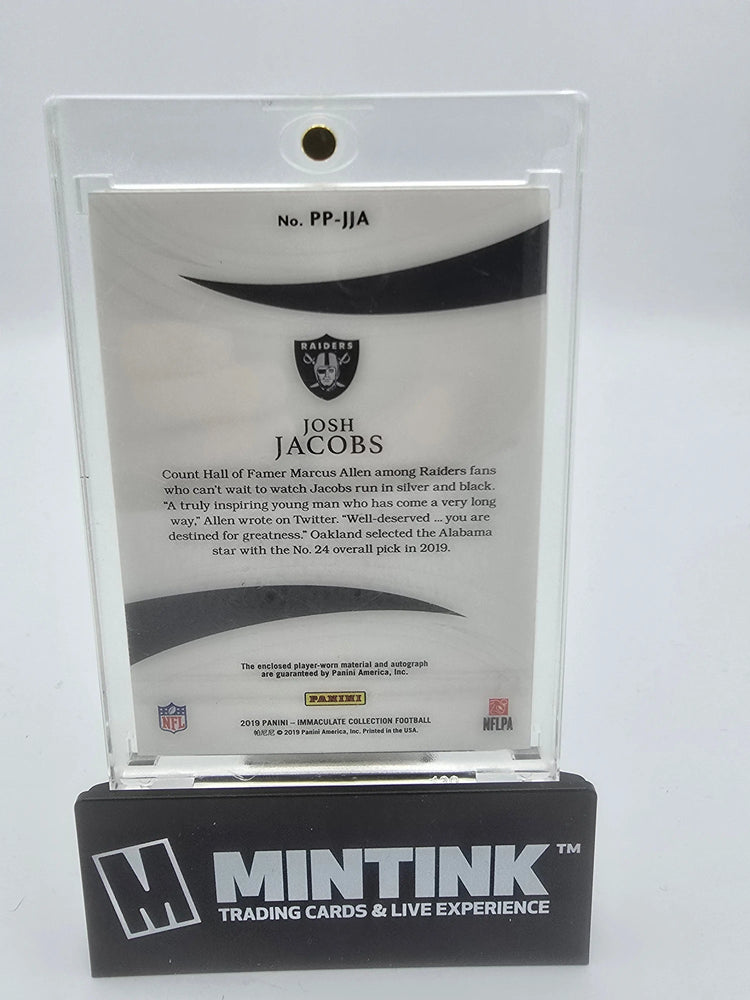 No. PP-JJA
RAIDERS
JOSH
JACOBS
Count Hall of Famer Marcus Allen among Raiders fans
who can't wait to watch Jacobs run in silver and black.
"A truly inspiring young man who has come a very long
way," Allen wrote on Twitter. "Well-deserved ... you are
destined for greatness." Oakland selected the Alabama
star with the No. 24 overall pick in 2019.
The enclosed player-worn material and autograph
are guaranteed by Panini America, Inc.
PANINI
NFL
NFLPA
2019 PANINI – IMMACULATE COLLECTION FOOTBALL
帕尼尼 © 2019 Panini America, Inc. Printed in the USA.
M MINTINK™
TRADING CARDS & LIVE EXPERIENCE